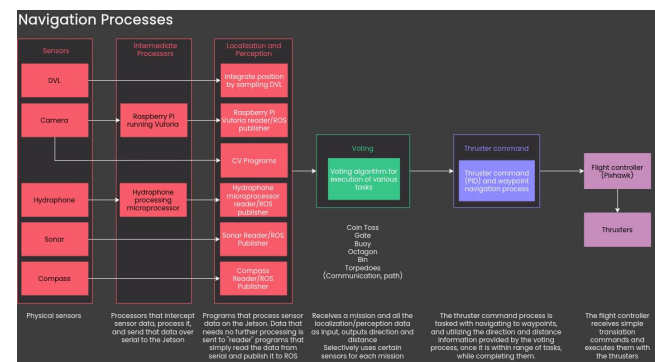 Navigation Processes
Sensors
DVL
Camera
Hydrophone
Sonar
Compass
Physical sensors
Intermediate
Processors
Raspberry Pi
running Vuforia
Hydrophone
processing
microprocessor
Processors that intercept
sensor data, process it,
and send that data over
serial to the Jetson
Localization and
Perception
Integrate position
by sampling DVL
Raspberry Pi
Vuforia reader/ROS
publisher
CV Programs
Hydrophone
microprocessor
reader/ROS
publisher
Sonar Reader/ROS
Publisher
Compass
Reader/ROS
Publisher
Programs that process sensor
data on the Jetson. Data that
needs no further processing is
sent to "reader" programs that
simply read the data from
serial and publish it to ROS
Voting
Voting algorithm for
execution of various
tasks
Coin Toss
Gate
Buoy
Octagon
Bin
Torpedoes
(Communication, path)
Receives a mission and all the
localization/perception data
as input, outputs direction and
distance
Selectively uses certain
sensors for each mission
Thruster command
Thruster command
(PID) and waypoint
navigation process
The thruster command process is
tasked with navigating to waypoints,
and utilizing the direction and distance
information provided by the voting
process, once it is within range of tasks,
while completing them.
Flight controller
(Pixhawk)
Thrusters
The flight controller
receives simple
translation
commands and
executes them with
the thrusters